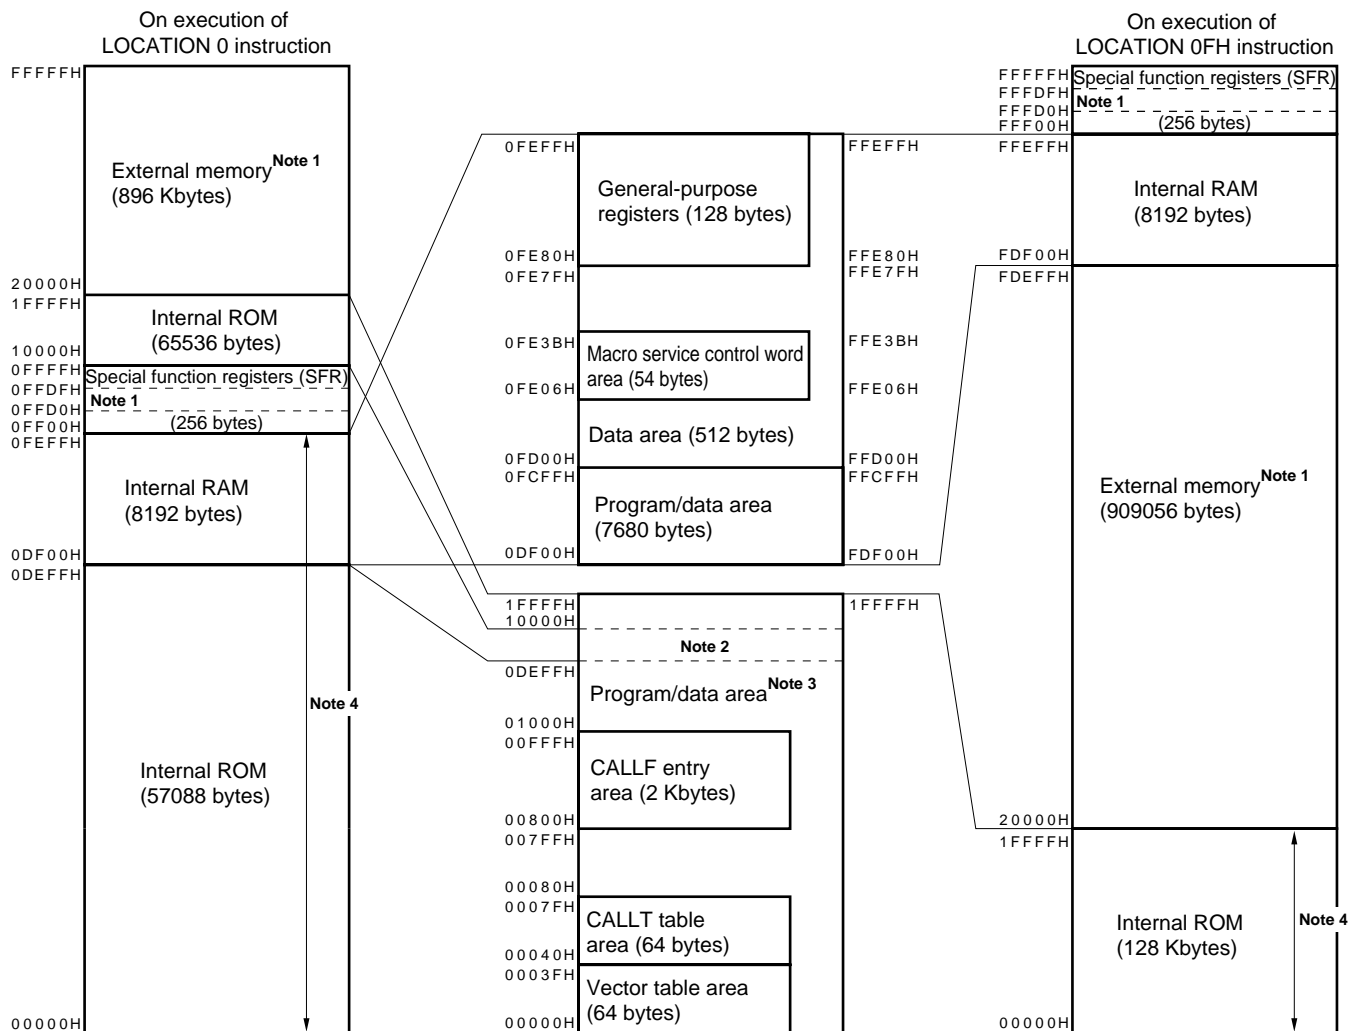 On execution of
LOCATION 0 instruction
FFFFFH
External memory Note 1
(896 Kbytes)
20000H
1FFFFH
Internal ROM
(65536 bytes)
10000H
0FFFFH
Special function registers (SFR)
0FFDFH
Note 1
0FFD0H
(256 bytes)
0FF00H
0FEFFH
Internal RAM
(8192 bytes)
0DF00H
0DEFFH
Note 4
Internal ROM
(57088 bytes)
00000H
0FEFFH
FFEFFH
General-purpose
registers (128 bytes)
0FE80H
FFE80H
0FE7FH
FFE7FH
0FE3BH
FFE3BH
Macro service control word
area (54 bytes)
0FE06H
FFE06H
Data area (512 bytes)
0FD00H
FFD00H
0FCFFH
FFCFFH
Program/data area
(7680 bytes)
0DF00H
FDF00H
1FFFFH
1FFFFH
10000H
Note 2
0DEFFH
Program/data area Note 3
01000H
00FFFH
CALLF entry
area (2 Kbytes)
00800H
007FFH
00080H
0007FH
CALLT table
area (64 bytes)
00040H
0003FH
Vector table area
(64 bytes)
00000H
On execution of
LOCATION 0FH instruction
FFFFFH
Special function registers (SFR)
FFFDFH
Note 1
FFFD0H
(256 bytes)
FFF00H
FFEFFH
Internal RAM
(8192 bytes)
FDF00H
FDEFFH
External memory Note 1
(909056 bytes)
20000H
1FFFFH
Internal ROM
(128 Kbytes)
Note 4
00000H